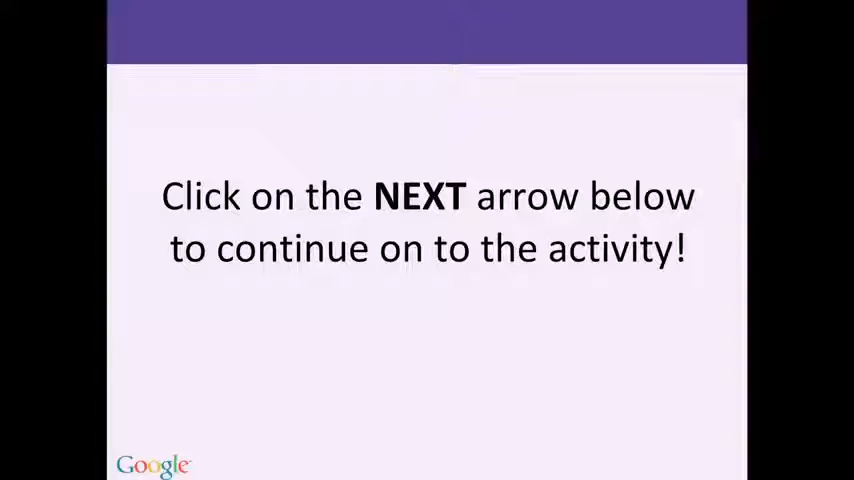 Click on the NEXT arrow below
to continue on to the activity!
Google